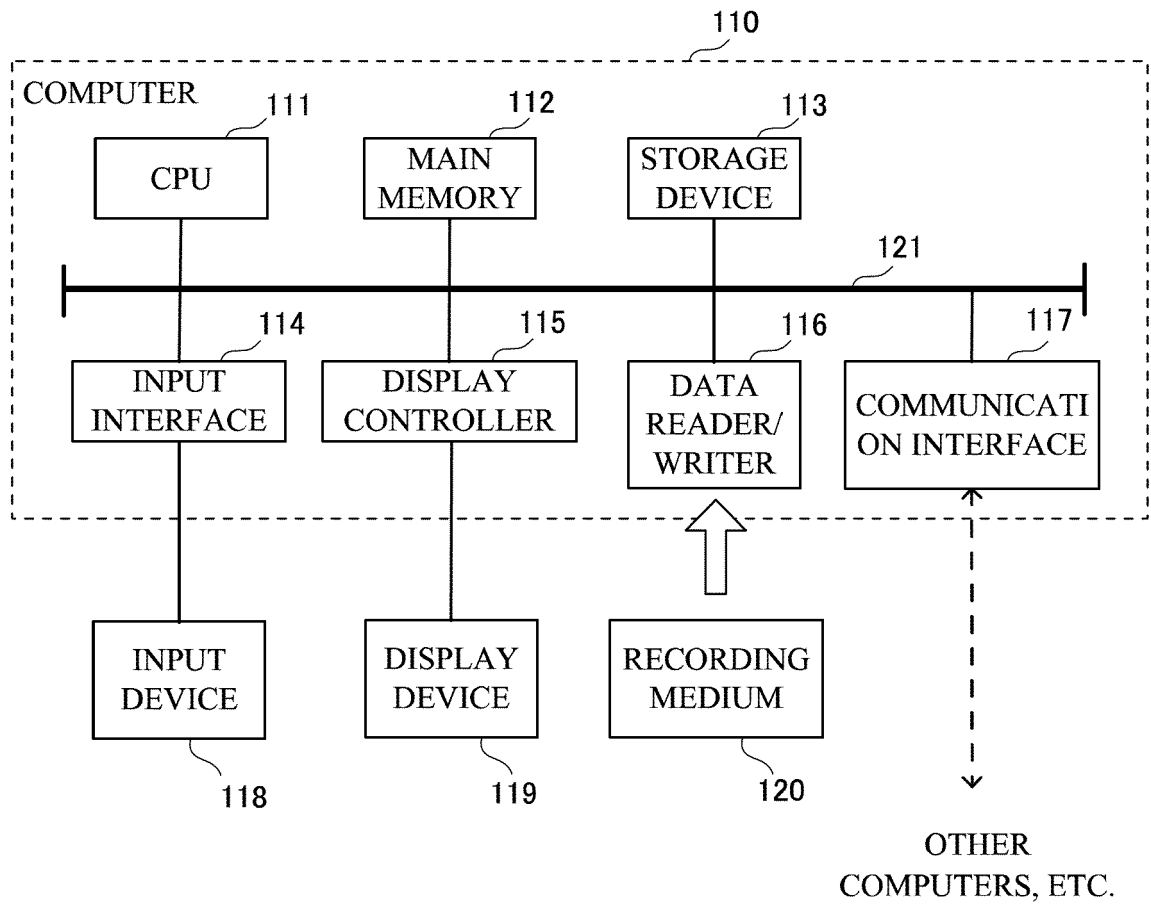 110
COMPUTER
111
112
113
CPU
MAIN
MEMORY
STORAGE
DEVICE
121
114
115
116
117
INPUT
INTERFACE
DISPLAY
CONTROLLER
DATA
READER/
WRITER
COMMUNICATI
ON INTERFACE
INPUT
DEVICE
DISPLAY
DEVICE
RECORDING
MEDIUM
118
119
120
OTHER
COMPUTERS, ETC.